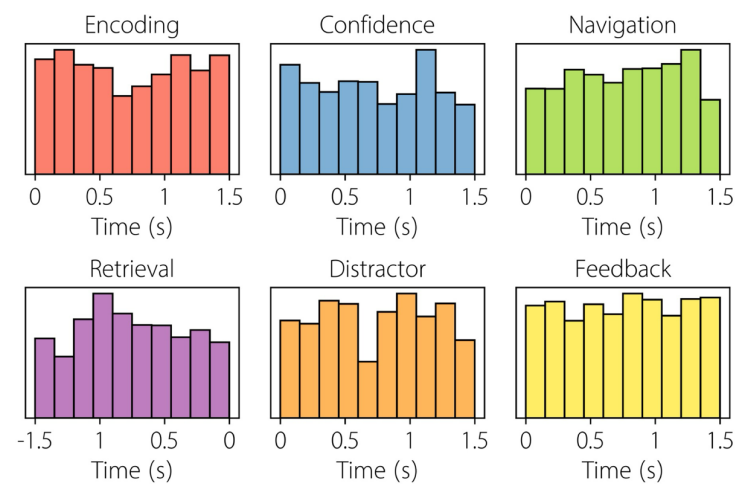 Encoding
Confidence
Navigation
0 0.5 1 1.5
0 0.5 1 1.5
0 0.5 1 1.5
Time (s)
Time (s)
Time (s)
Retrieval
Distractor
Feedback
-1.5 1 0.5 0
0 0.5 1 1.5
0 0.5 1 1.5
Time (s)
Time (s)
Time (s)